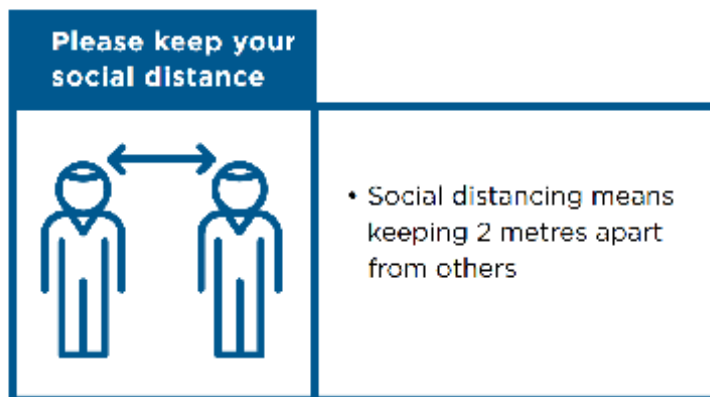 Please keep your
social distance
• Social distancing means
keeping 2 metres apart
from others